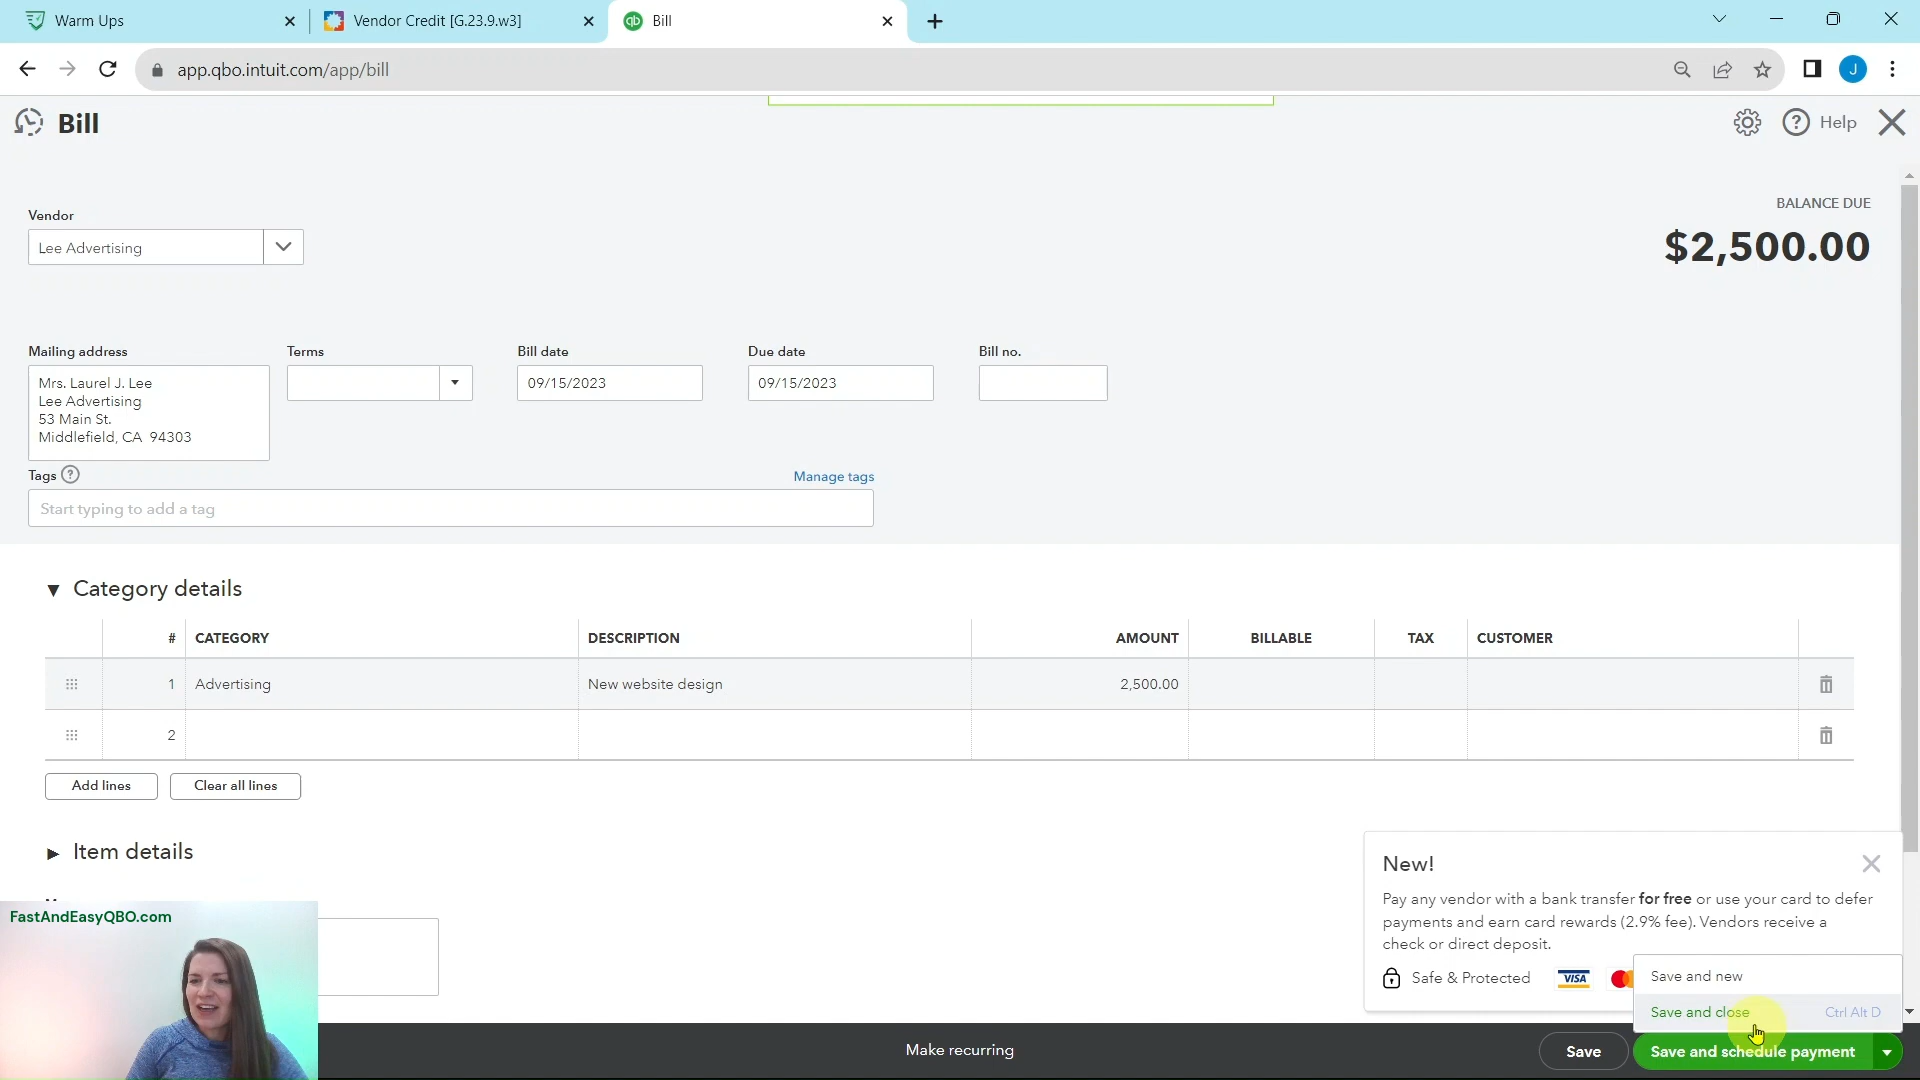 Warm Ups
Vendor Credit [G.23.9.w3]
qb Bill
app.qbo.intuit.com/app/bill
J
Bill
Help
Vendor
Lee Advertising
BALANCE DUE
$2,500.00
Mailing address
Terms
Bill date
Due date
Bill no.
Mrs. Laurel J. Lee
Lee Advertising
53 Main St.
Middlefield, CA 94303
09/15/2023
09/15/2023
Tags ?
Manage tags
Start typing to add a tag
Category details
# CATEGORY DESCRIPTION AMOUNT BILLABLE TAX CUSTOMER
1 Advertising New website design 2,500.00
2
Add lines
Clear all lines
Item details
FastAndEasyQBO.com
New!
Pay any vendor with a bank transfer for free or use your card to defer
payments and earn card rewards (2.9% fee). Vendors receive a
check or direct deposit.
Safe & Protected
VISA
Save and new
Save and close Ctrl Alt D
Make recurring
Save
Save and schedule payment